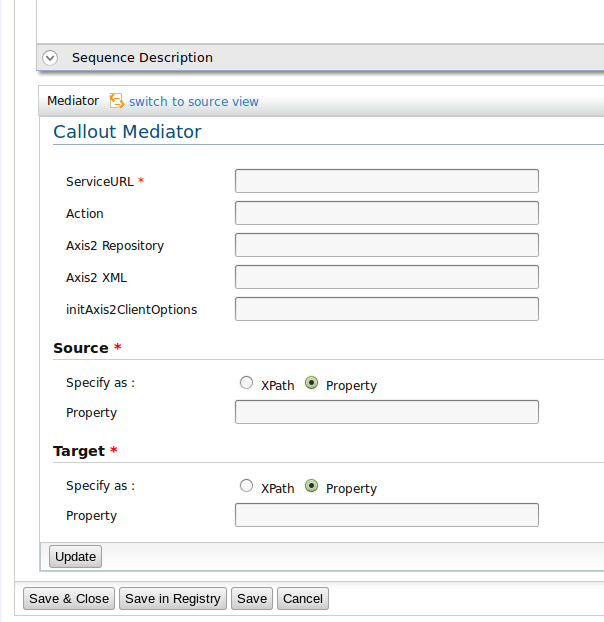 Sequence Description
Mediator switch to source view
Callout Mediator
ServiceURL *
Action
Axis2 Repository
Axis2 XML
initAxis2ClientOptions
Source *
Specify as : XPath Property
Property
Target *
Specify as : XPath Property
Property
Update
Save & Close Save in Registry Save Cancel